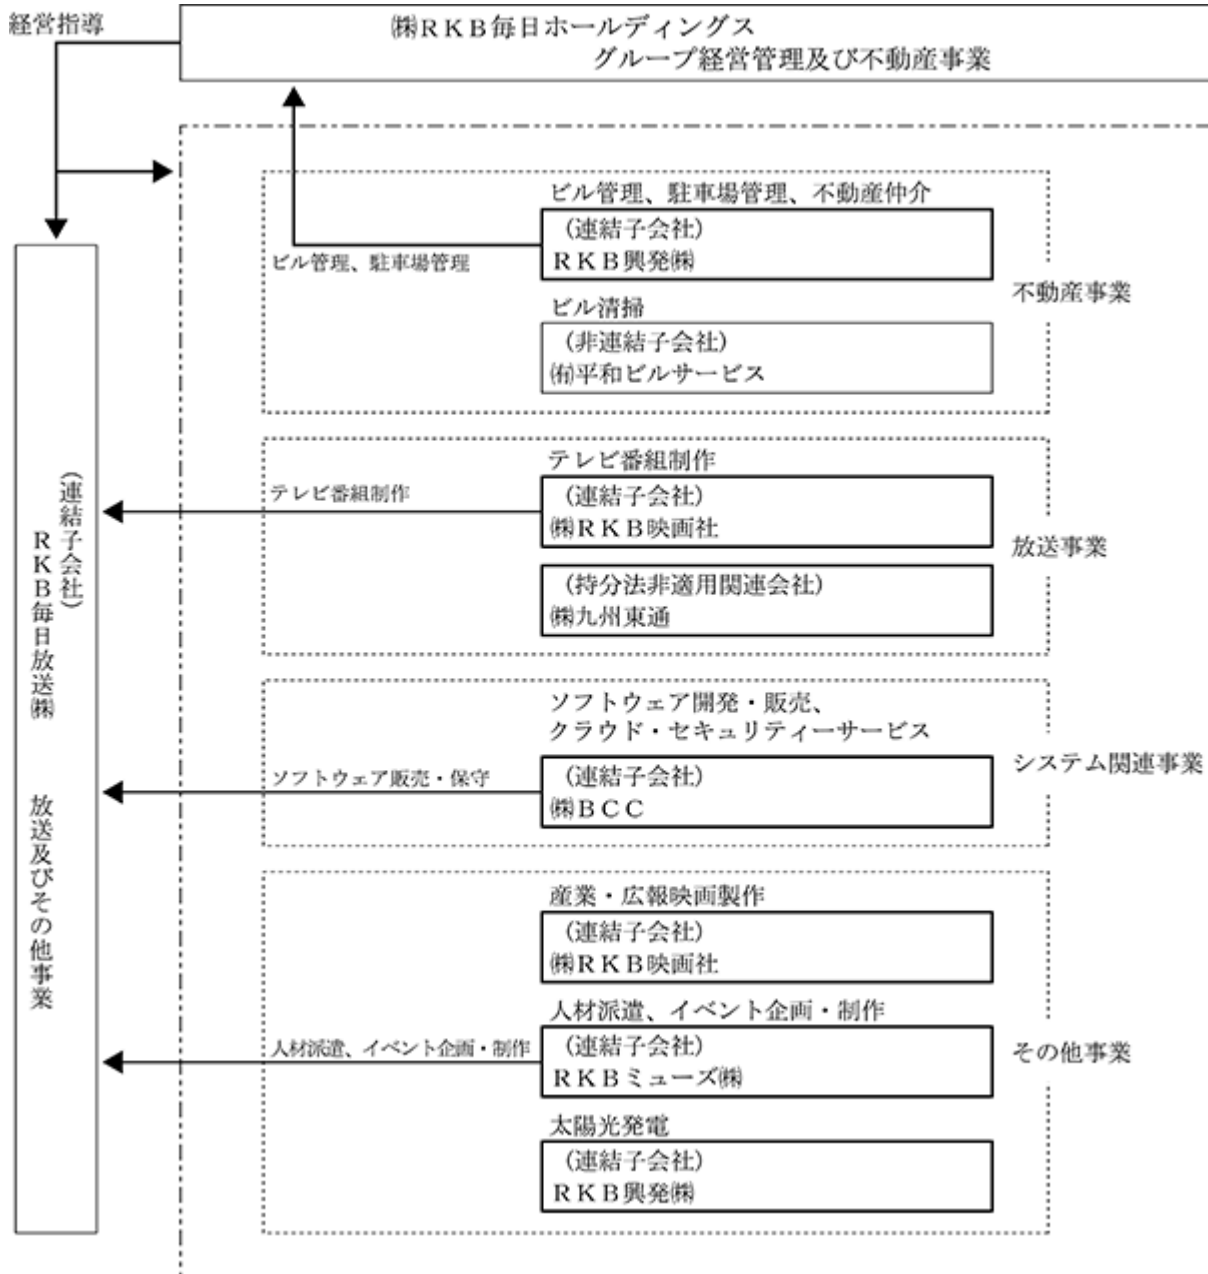 経営指導
㈱RKB毎日ホールディングス
グループ経営管理及び不動産事業
ビル管理、駐車場管理、不動産仲介
(連結子会社)
RKB興発㈱
ビル管理、駐車場管理
不動産事業
ビル清掃
(非連結子会社)
㈲平和ビルサービス
テレビ番組制作
(連結子会社)
㈱RKB映画社
テレビ番組制作
放送事業
(持分法非適用関連会社)
㈱九州東通
ソフトウェア開発・販売、
クラウド・セキュリティーサービス
(連結子会社)
㈱BCC
ソフトウェア販売・保守
システム関連事業
産業・広報映画製作
(連結子会社)
㈱RKB映画社
人材派遣、イベント企画・制作
(連結子会社)
RKBミューズ㈱
人材派遣、イベント企画・制作
その他事業
太陽光発電
(連結子会社)
RKB興発㈱
(連結子会社)
RKB毎日放送㈱ 放送及びその他事業